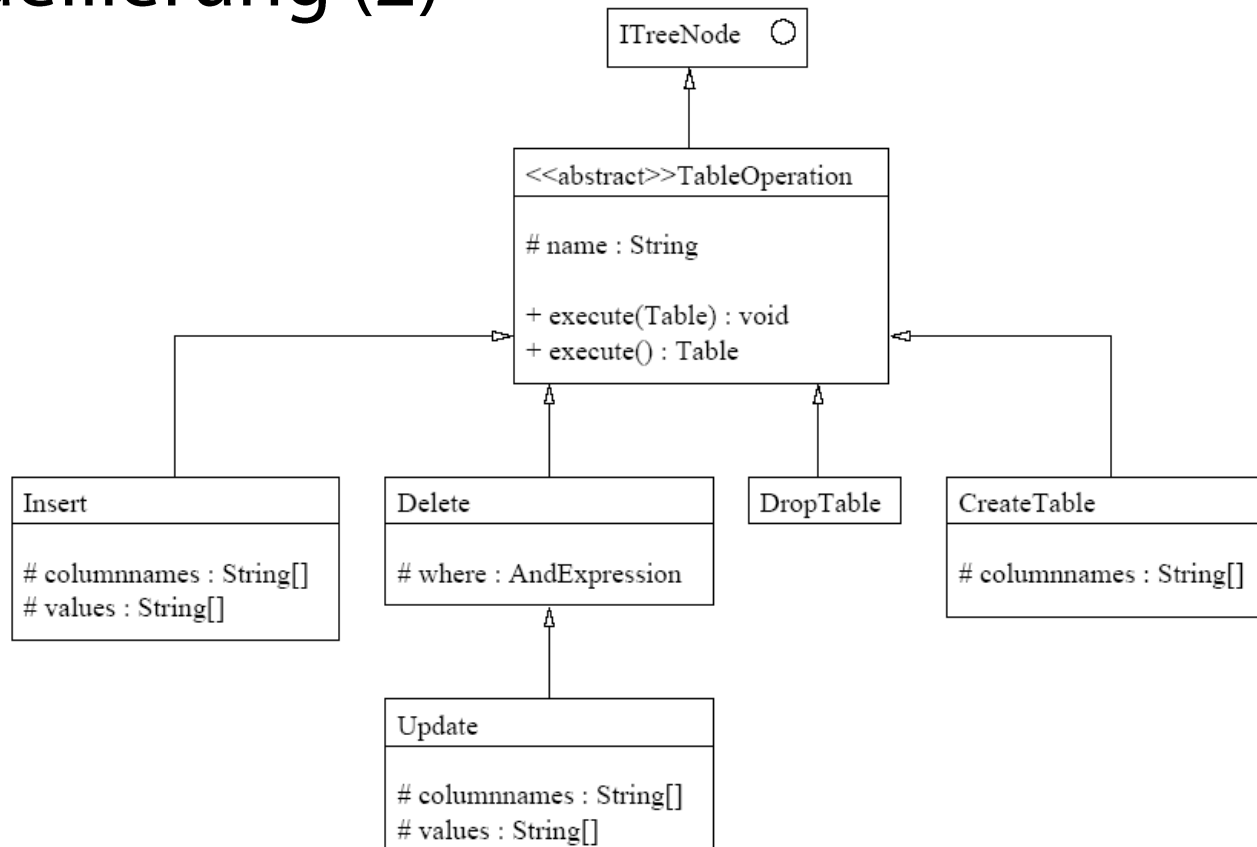 ITreeNode
<<abstract>>TableOperation
# name : String
+ execute(Table) : void
+ execute() : Table
Insert
# columnnames : String[]
# values : String[]
Delete
# where : AndExpression
DropTable
CreateTable
# columnnames : String[]
Update
# columnnames : String[]
# values : String[]